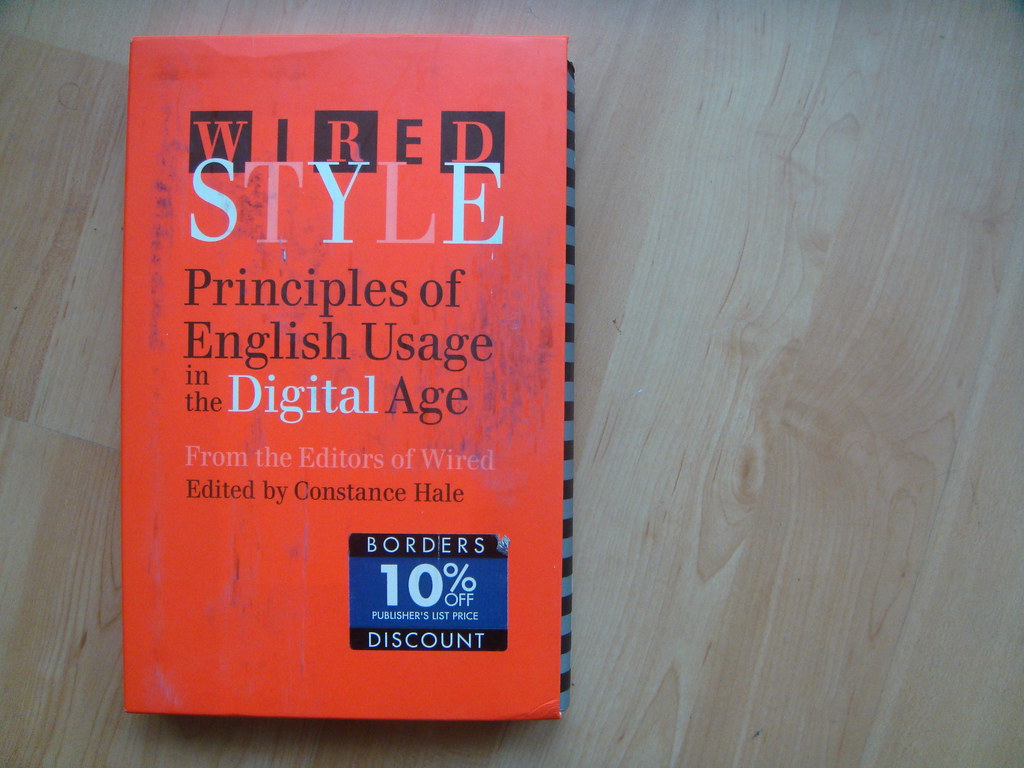 WIRED
STYLE
Principles of
English Usage
in
the Digital Age
From the Editors of Wired
Edited by Constance Hale
BORDERS
10% OFF
PUBLISHER'S LIST PRICE
DISCOUNT